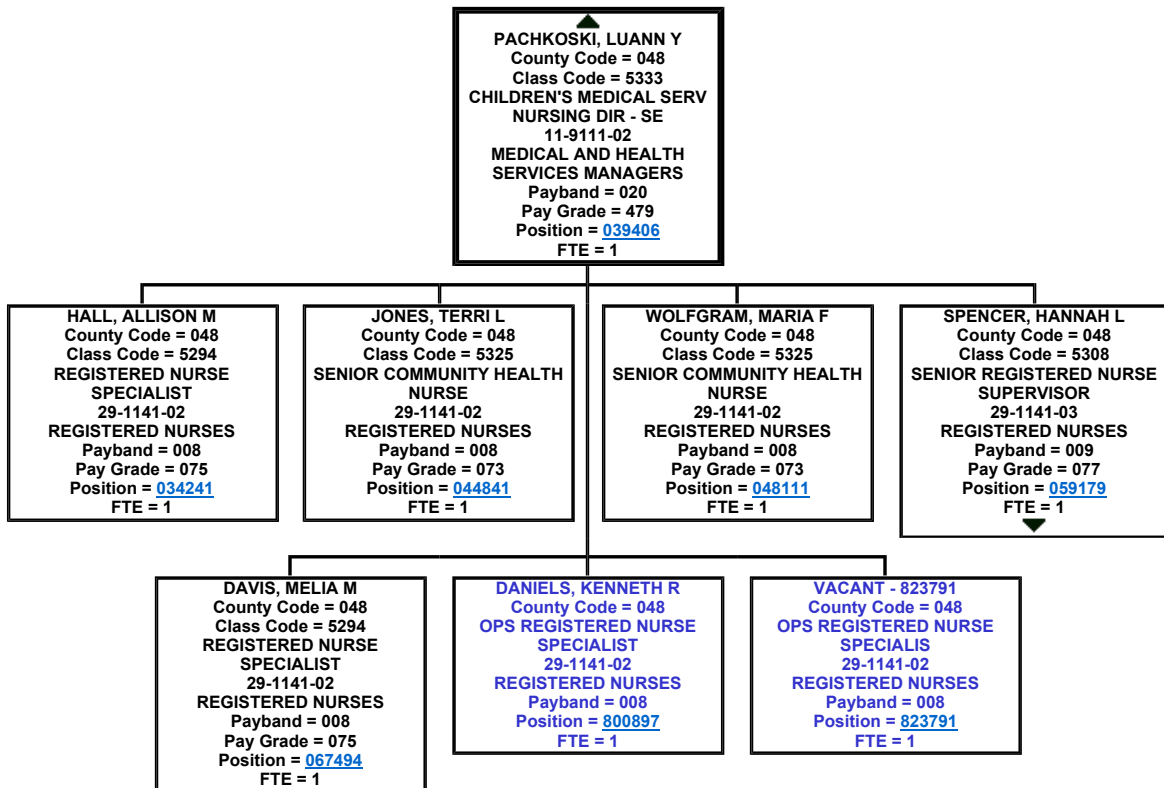 PACHKOSKI, LUANN Y
County Code = 048
Class Code = 5333
CHILDREN'S MEDICAL SERV
NURSING DIR - SE
11-9111-02
MEDICAL AND HEALTH
SERVICES MANAGERS
Payband = 020
Pay Grade = 479
Position = 039406
FTE = 1
HALL, ALLISON M
County Code = 048
Class Code = 5294
REGISTERED NURSE
SPECIALIST
29-1141-02
REGISTERED NURSES
Payband = 008
Pay Grade = 075
Position = 034241
FTE = 1
JONES, TERRI L
County Code = 048
Class Code = 5325
SENIOR COMMUNITY HEALTH
NURSE
29-1141-02
REGISTERED NURSES
Payband = 008
Pay Grade = 073
Position = 044841
FTE = 1
WOLFGRAM, MARIA F
County Code = 048
Class Code = 5325
SENIOR COMMUNITY HEALTH
NURSE
29-1141-02
REGISTERED NURSES
Payband = 008
Pay Grade = 073
Position = 048111
FTE = 1
SPENCER, HANNAH L
County Code = 048
Class Code = 5308
SENIOR REGISTERED NURSE
SUPERVISOR
29-1141-03
REGISTERED NURSES
Payband = 009
Pay Grade = 077
Position = 059179
FTE = 1
DAVIS, MELIA M
County Code = 048
Class Code = 5294
REGISTERED NURSE
SPECIALIST
29-1141-02
REGISTERED NURSES
Payband = 008
Pay Grade = 075
Position = 067494
FTE = 1
DANIELS, KENNETH R
County Code = 048
OPS REGISTERED NURSE
SPECIALIST
29-1141-02
REGISTERED NURSES
Payband = 008
Position = 800897
FTE = 1
VACANT - 823791
County Code = 048
OPS REGISTERED NURSE
SPECIALIS
29-1141-02
REGISTERED NURSES
Payband = 008
Position = 823791
FTE = 1